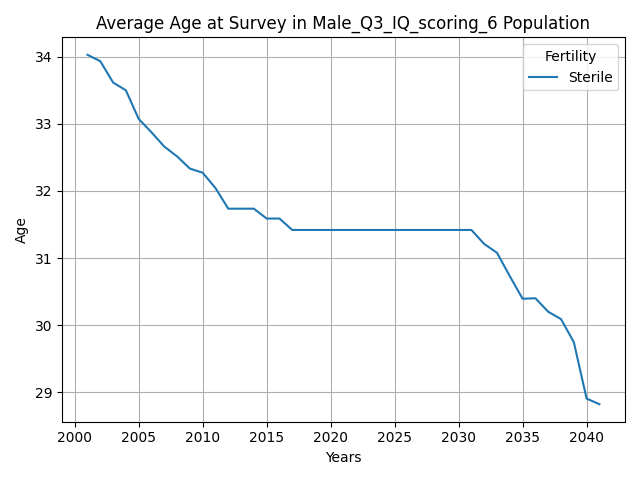 Average Age at Survey in Male_Q3_IQ_scoring_6 Population
Fertility
Sterile
34
33
32
31
30
29
Age
2000 2005 2010 2015 2020 2025 2030 2035 2040
Years